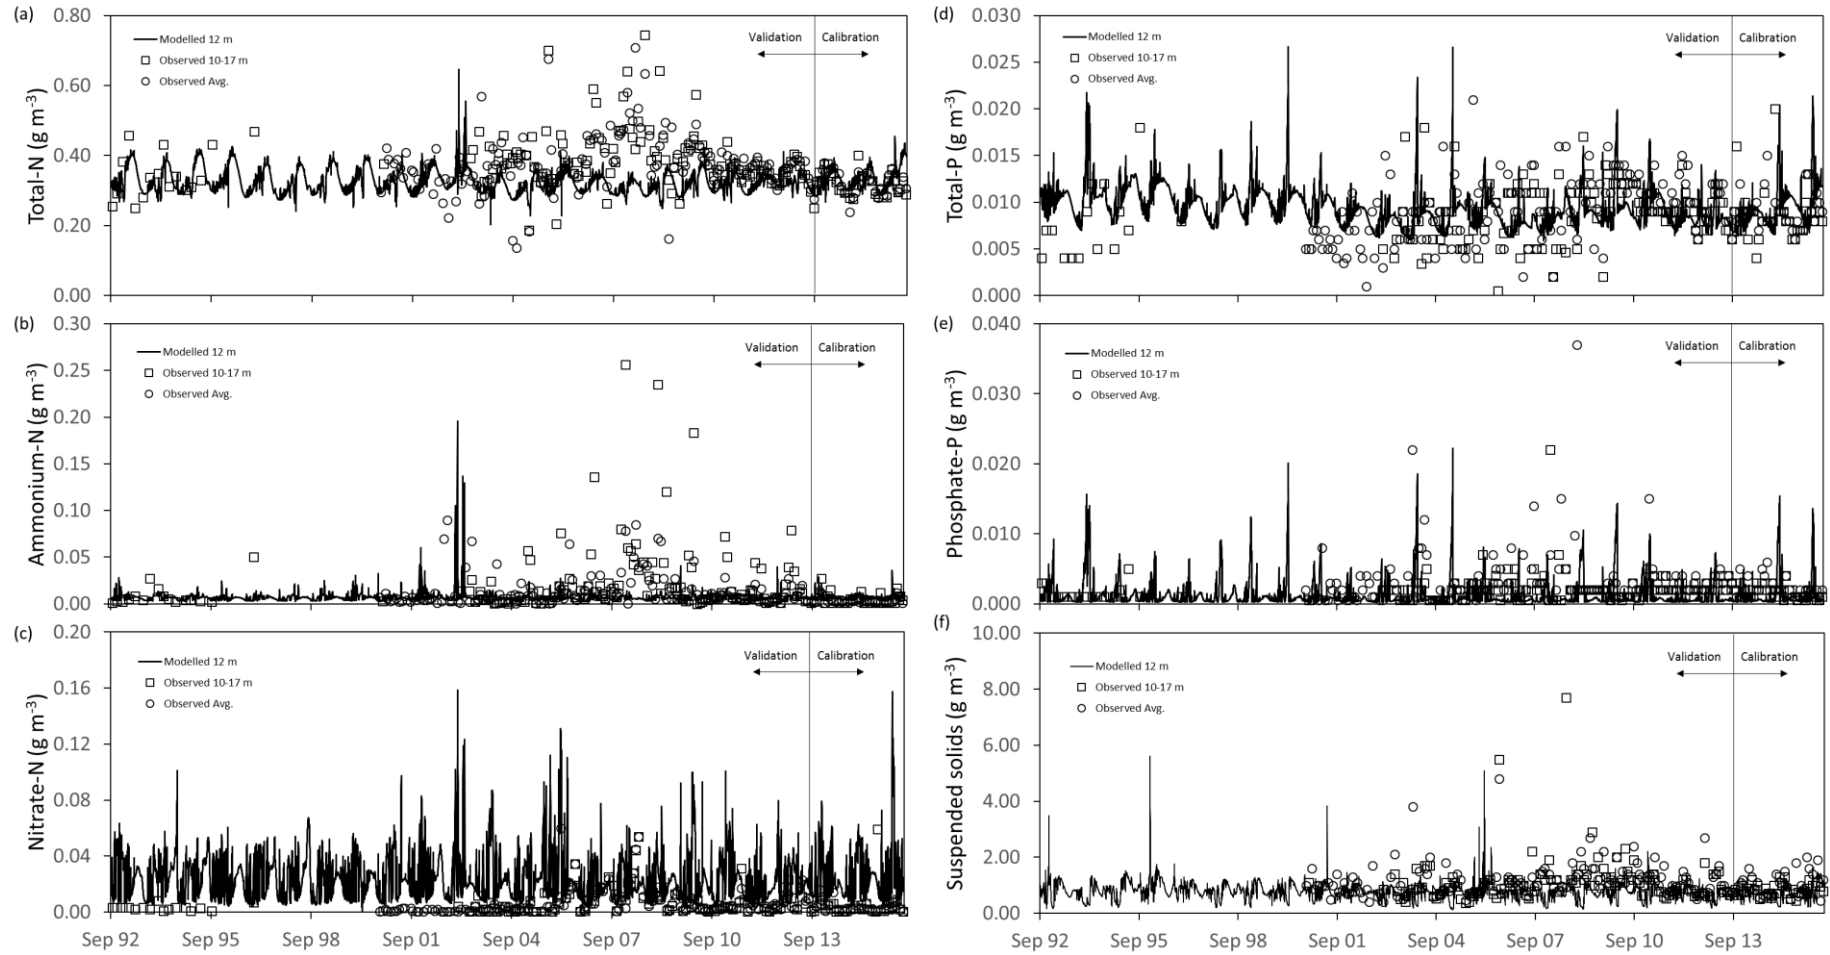 (a)
Total-N (g m⁻³)
0.80
0.60
0.40
0.20
0.00
Modelled 12 m
Observed 10-17 m
Observed Avg.
Validation Calibration
(b)
Ammonium-N (g m⁻³)
0.30
0.25
0.20
0.15
0.10
0.05
0.00
Modelled 12 m
Observed 10-17 m
Observed Avg.
Validation Calibration
(c)
Nitrate-N (g m⁻³)
0.20
0.16
0.12
0.08
0.04
0.00
Modelled 12 m
Observed 10-17 m
Observed Avg.
Validation Calibration
Sep 92 Sep 95 Sep 98 Sep 01 Sep 04 Sep 07 Sep 10 Sep 13
(d)
Total-P (g m⁻³)
0.030
0.025
0.020
0.015
0.010
0.005
0.000
Modelled 12 m
Observed 10-17 m
Observed Avg.
Validation Calibration
(e)
Phosphate-P (g m⁻³)
0.040
0.030
0.020
0.010
0.000
Modelled 12 m
Observed 10-17 m
Observed Avg.
Validation Calibration
(f)
Suspended solids (g m⁻³)
10.00
8.00
6.00
4.00
2.00
0.00
Modelled 12 m
Observed 10-17 m
Observed Avg.
Validation Calibration
Sep 92 Sep 95 Sep 98 Sep 01 Sep 04 Sep 07 Sep 10 Sep 13